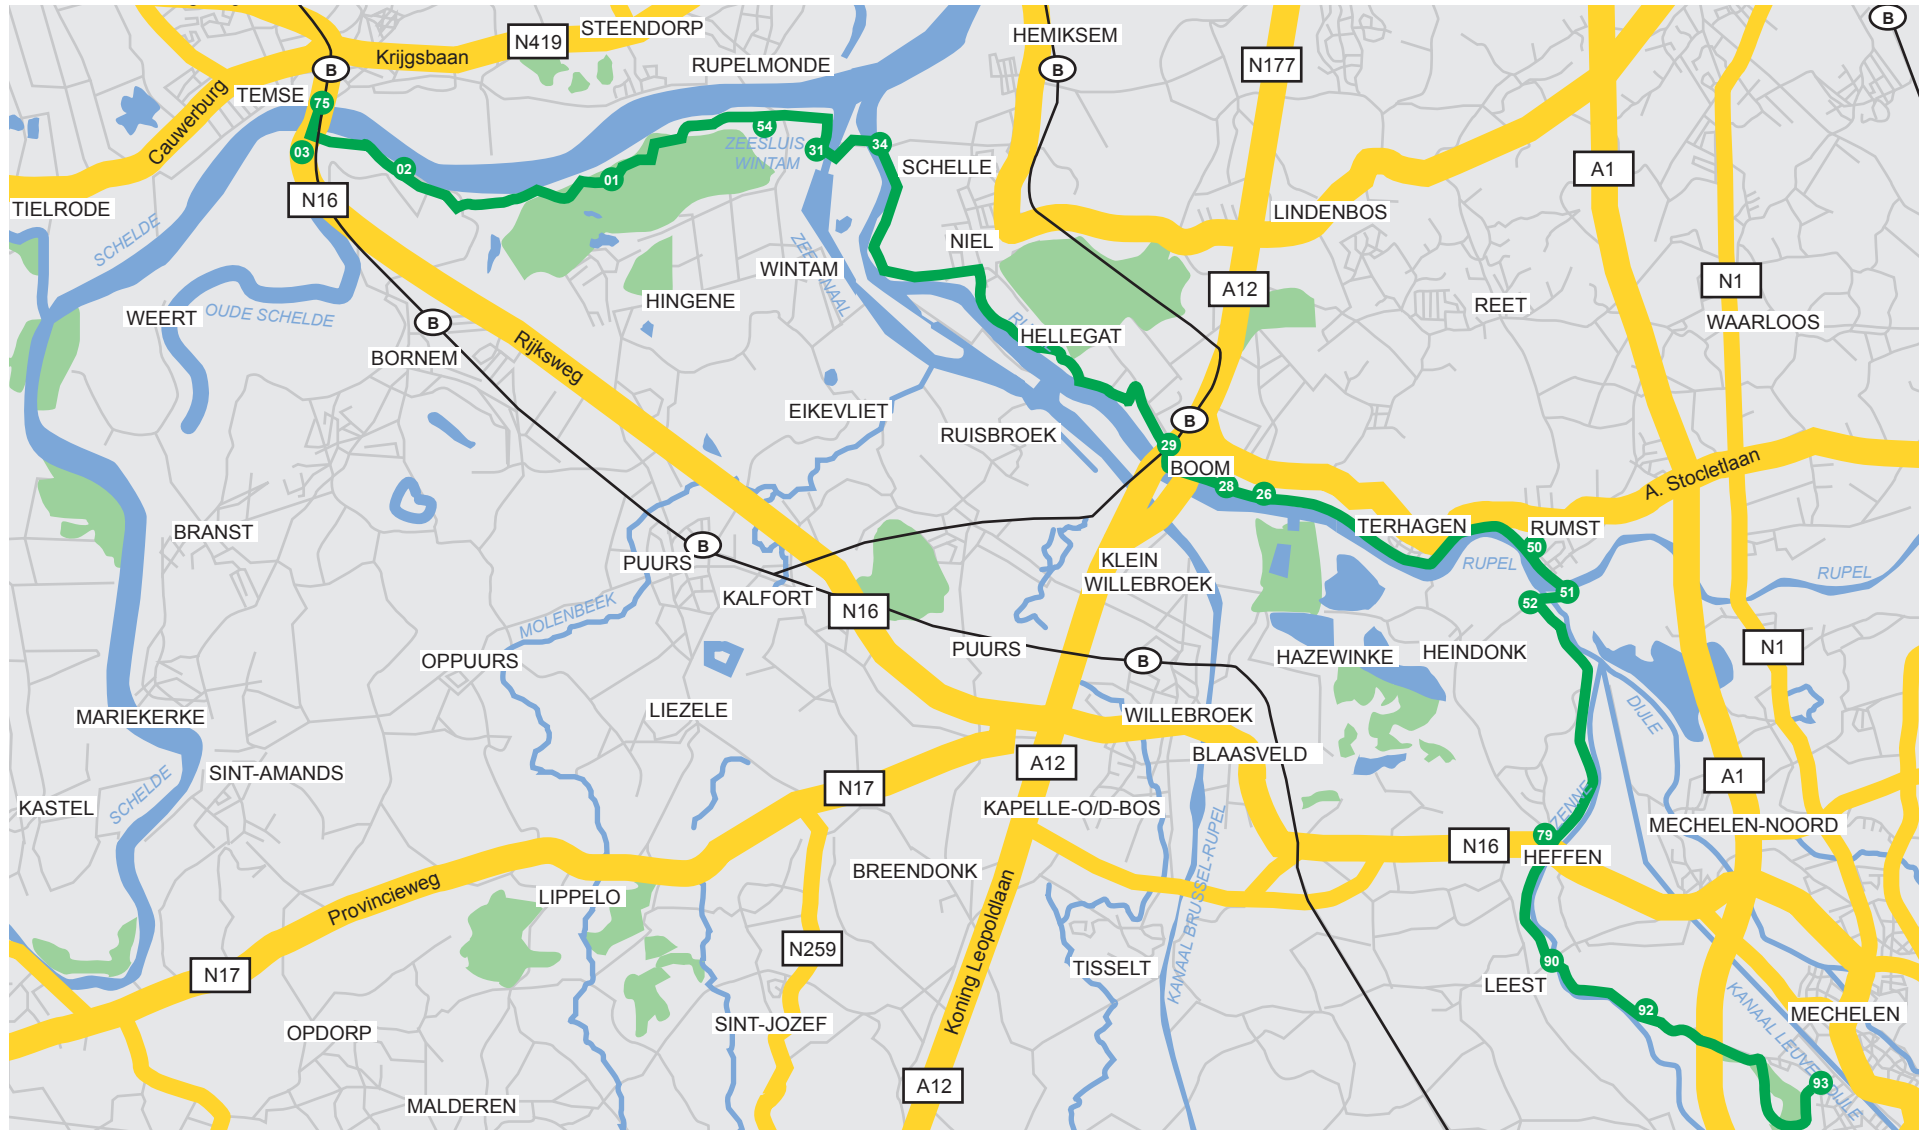 B
STEENDORP
N419
Krijgsbaan
HEMIKSEM
RUPELMONDE
N177
B
B
TEMSE
75
Cauwerburg
54
ZEESLUIS
WINTAM
31
34
03
02
01
SCHELLE
A1
N16
TIELRODE
LINDENBOS
SCHELDE
NIEL
WINTAM
ZEEKANAAL
HINGENE
A12
N1
REET
WEERT
OUDE SCHELDE
B
WAARLOOS
HELLEGAT
BORNEM
Rijksweg
EIKEVLIET
RUISBROEK
B
29
BOOM
28
26
A. Stocletlaan
TERHAGEN
RUMST
BRANST
B
PUURS
50
RUPEL
RUPEL
KLEIN
WILLEBROEK
KALFORT
N16
51
52
MOLENBEEK
PUURS
B
HAZEWINKE
HEINDONK
N1
OPPUURS
LIEZELE
MARIEKERKE
WILLEBROEK
DIJLE
BLAASVELD
A12
SINT-AMANDS
A1
N17
KASTEL
SCHELDE
KAPELLE-O/D-BOS
ZENNE
MECHELEN-NOORD
79
N16
HEFFEN
KANAAL BRUSSEL-RUPEL
BREENDONK
Provincieweg
LIPPELO
Koning Leopoldlaan
N259
N17
TISSELT
90
LEEST
92
MECHELEN
SINT-JOZEF
OPDORP
KANAAL LEUVEN-DIJLE
93
A12
MALDEREN